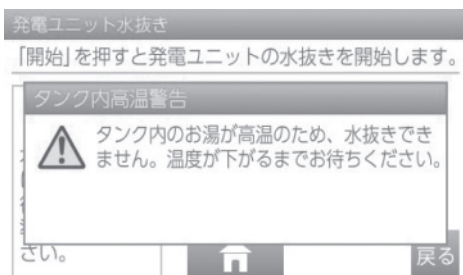 発電ユニット水抜き
「開始」を押すと発電ユニットの水抜きを開始します。
タンク内高温警告
タンク内のお湯が高温のため、水抜きでき
ません。温度が下がるまでお待ちください。
さい。
戻る